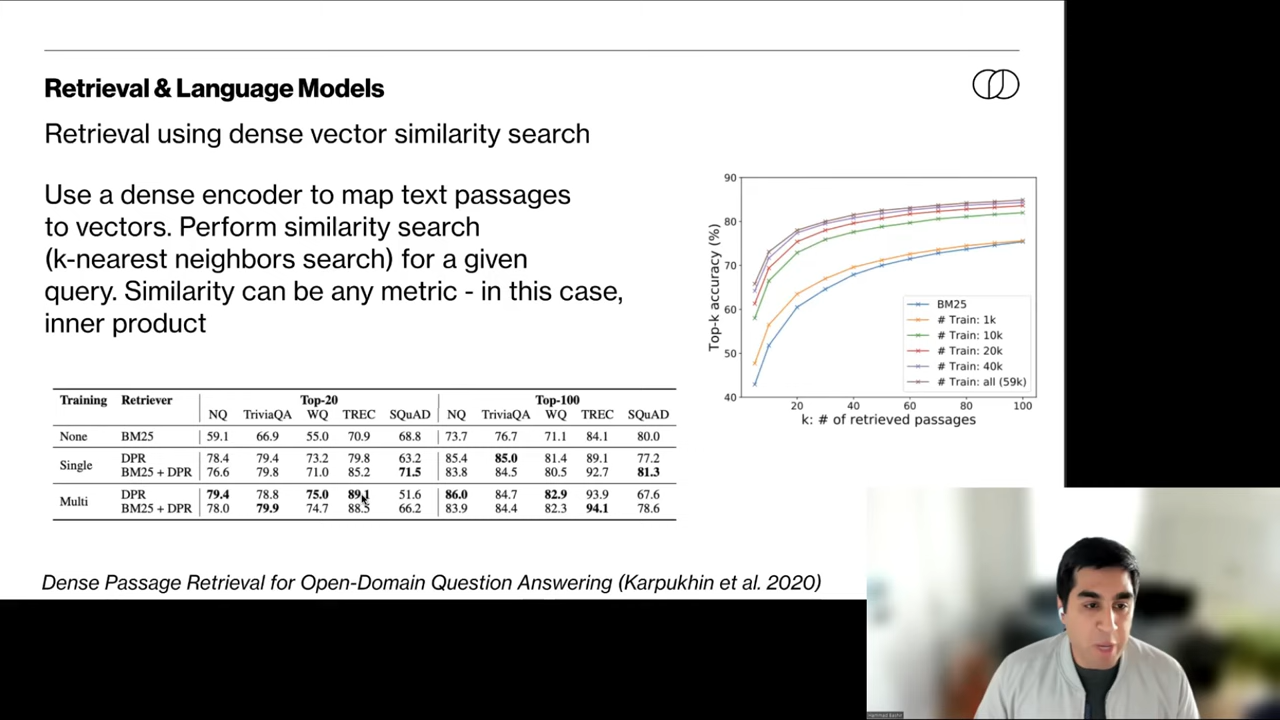 Retrieval & Language Models
Retrieval using dense vector similarity search
Use a dense encoder to map text passages
to vectors. Perform similarity search
(k-nearest neighbors search) for a given
query. Similarity can be any metric - in this case,
inner product
90
80
70
60
50
40
Top-k accuracy (%)
BM25
# Train: 1k
# Train: 10k
# Train: 20k
# Train: 40k
# Train: all (59k)
20 40 60 80 100
k: # of retrieved passages
Training Retriever Top-20 Top-100
NQ TriviaQA WQ TREC SQuAD NQ TriviaQA WQ TREC SQuAD
None BM25 59.1 66.9 55.0 70.9 68.8 73.7 76.7 71.1 84.1 80.0
Single DPR 78.4 79.4 73.2 79.8 63.2 85.4 85.0 81.4 89.1 77.2
BM25 + DPR 76.6 79.8 71.0 85.2 71.5 83.8 84.5 80.5 92.7 81.3
Multi DPR 79.4 78.8 75.0 89.1 51.6 86.0 84.7 82.9 93.9 67.6
BM25 + DPR 78.0 79.9 74.7 88.5 66.2 83.9 84.4 82.3 94.1 78.6
Dense Passage Retrieval for Open-Domain Question Answering (Karpukhin et al. 2020)